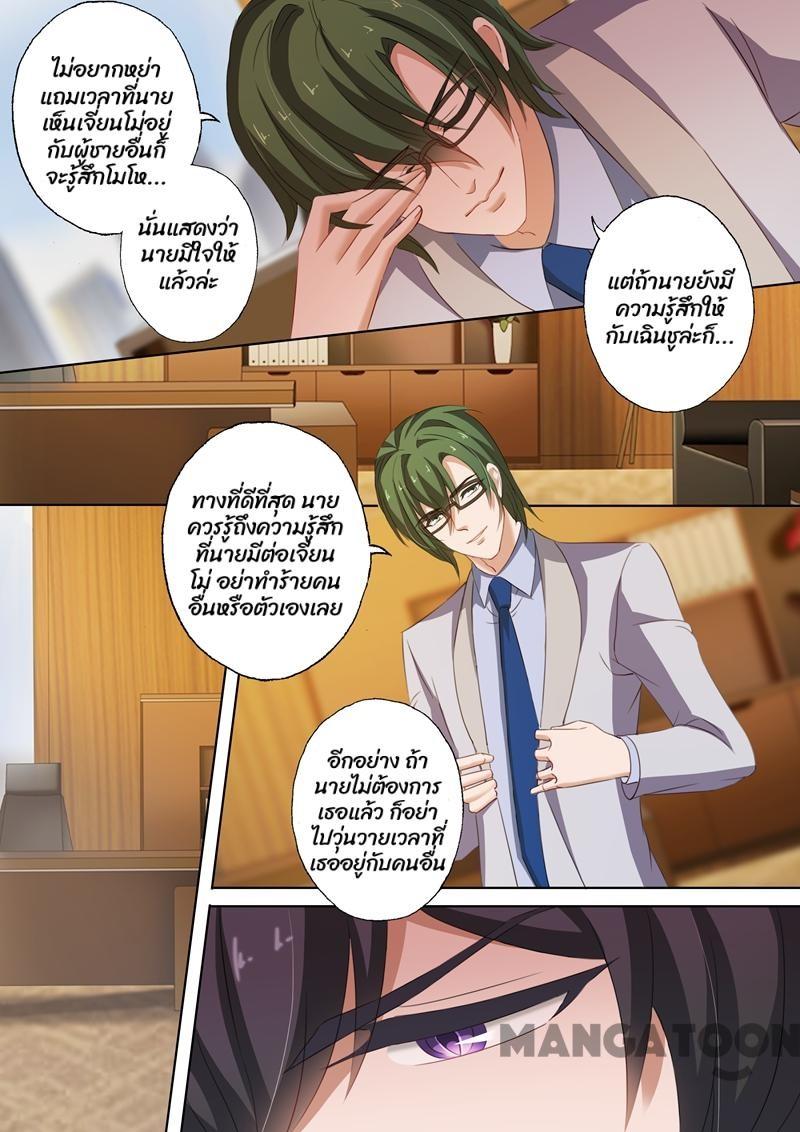 ไม่อยากหย่า
แถมเวลาที่นาย
เห็นเจี่ยนโม่อยู่
กับผู้ชายอื่นก็
จะรู้สึกโมโห...
นั่นแสดงว่า
นายมีใจให้
แล้วล่ะ
แต่ถ้านายยังมี
ความรู้สึกให้
กับเฉินชูล่ะก็...
ทางที่ดีที่สุด นาย
ควรรู้ถึงความรู้สึก
ที่นายมีต่อเจี่ยน
โม่ อย่าทำร้ายคน
อื่นหรือตัวเองเลย
อีกอย่าง ถ้า
นายไม่ต้องการ
เธอแล้ว ก็อย่า
ไปวุ่นวายเวลาที่
เธออยู่กับคนอื่น
MANGATOON